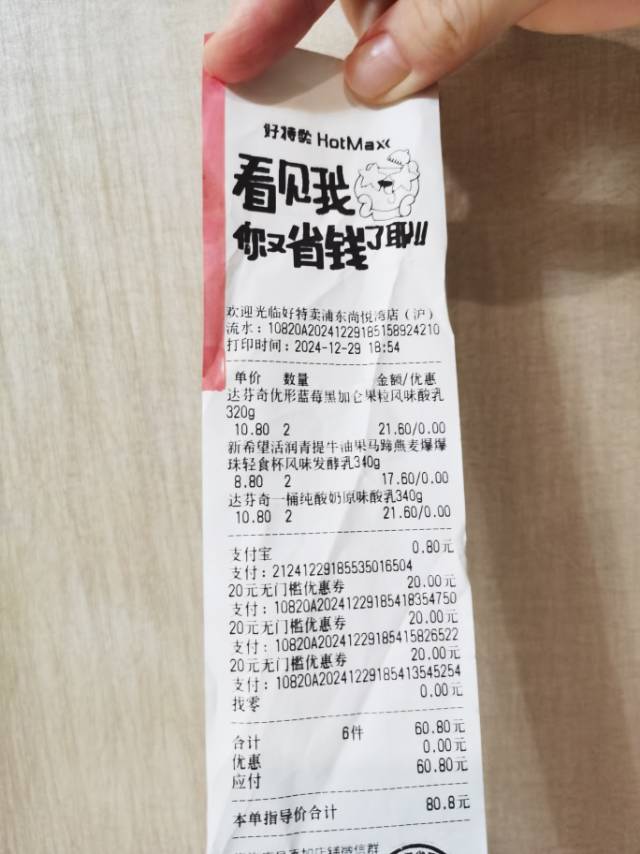 好特卖 HotMaxx
看见我
你又省钱了耶!!
欢迎光临好特卖浦东尚悦湾店（沪）
流水：10820A20241229185158924210
打印时间：2024-12-29 18:54
单价 数量 金额/优惠
达芬奇优形蓝莓黑加仑果粒风味酸乳
320g
10.80 2 21.60/0.00
新希望活润青提牛油果马蹄燕麦爆爆
珠轻食杯风味发酵乳340g
8.80 2 17.60/0.00
达芬奇一桶纯酸奶原味酸乳340g
10.80 2 21.60/0.00
支付宝 0.80元
支付：21241229185535016504
20元无门槛优惠券 20.00元
支付：10820A20241229185418354750
20元无门槛优惠券 20.00元
支付：10820A20241229185415826522
20元无门槛优惠券 20.00元
支付：10820A20241229185413545254
找零 0.00元
合计 6件 60.80元
优惠 0.00元
应付 60.80元
本单指导价合计 80.8元